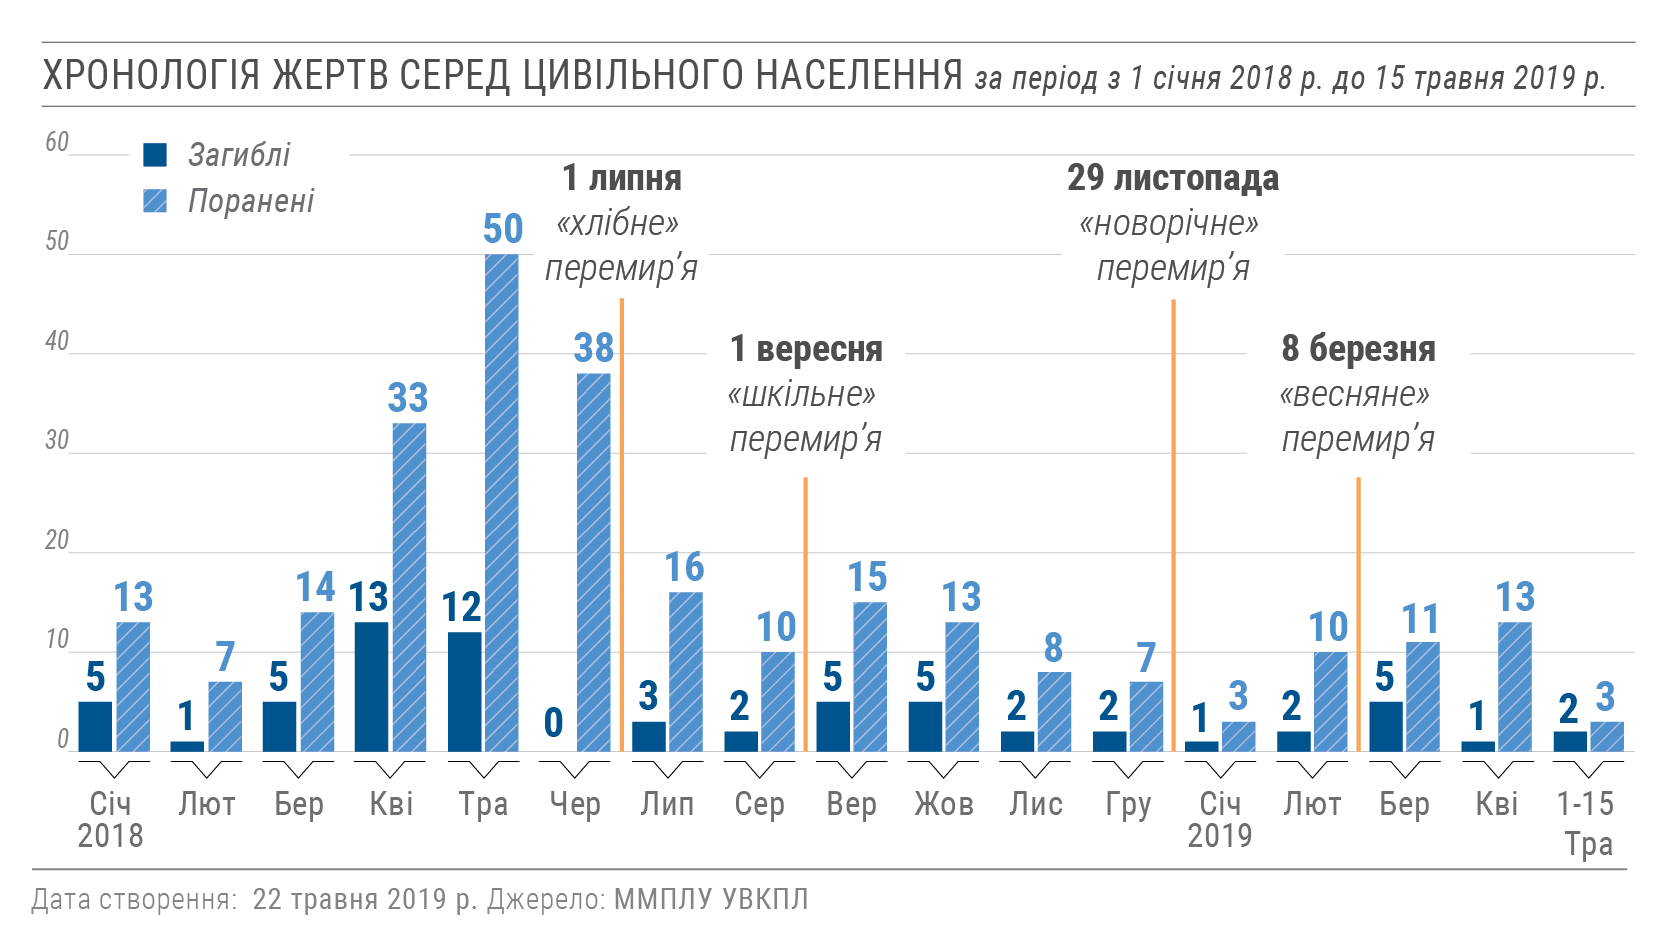 ХРОНОЛОГІЯ ЖЕРТВ СЕРЕД ЦИВІЛЬНОГО НАСЕЛЕННЯ за період з 1 січня 2018 р. до 15 травня 2019 р.
60
50
40
30
20
10
0
Загиблі
Поранені
1 липня
«хлібне»
перемир’я
1 вересня
«шкільне»
перемир’я
29 листопада
«новорічне»
перемир’я
8 березня
«весняне»
перемир’я
5 13
1 7
5 14
13 33
12 50
0 38
3 16
2 10
5 15
5 13
2 8
2 7
1 3
2 10
5 11
1 13
2 3
Січ Лют Бер Кві Тра Чер Лип Сер Вер Жов Лис Гру Січ Лют Бер Кві 1-15
2018 2019 Тра
Дата створення: 22 травня 2019 р. Джерело: ММПЛУ УВКПЛ